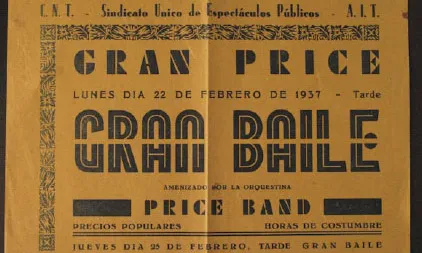 C.N.T. - Sindicato Unico de Espectáculos Públicos - A.I.T.
GRAN PRICE
LUNES DIA 22 DE FEBRERO DE 1937 - Tarde
GRAN BAILE
AMENIZADO POR LA ORQUESTINA
PRICE BAND
PRECIOS POPULARES HORAS DE COSTUMBRE
JUEVES DIA 25 DE FEBRERO, TARDE GRAN BAILE